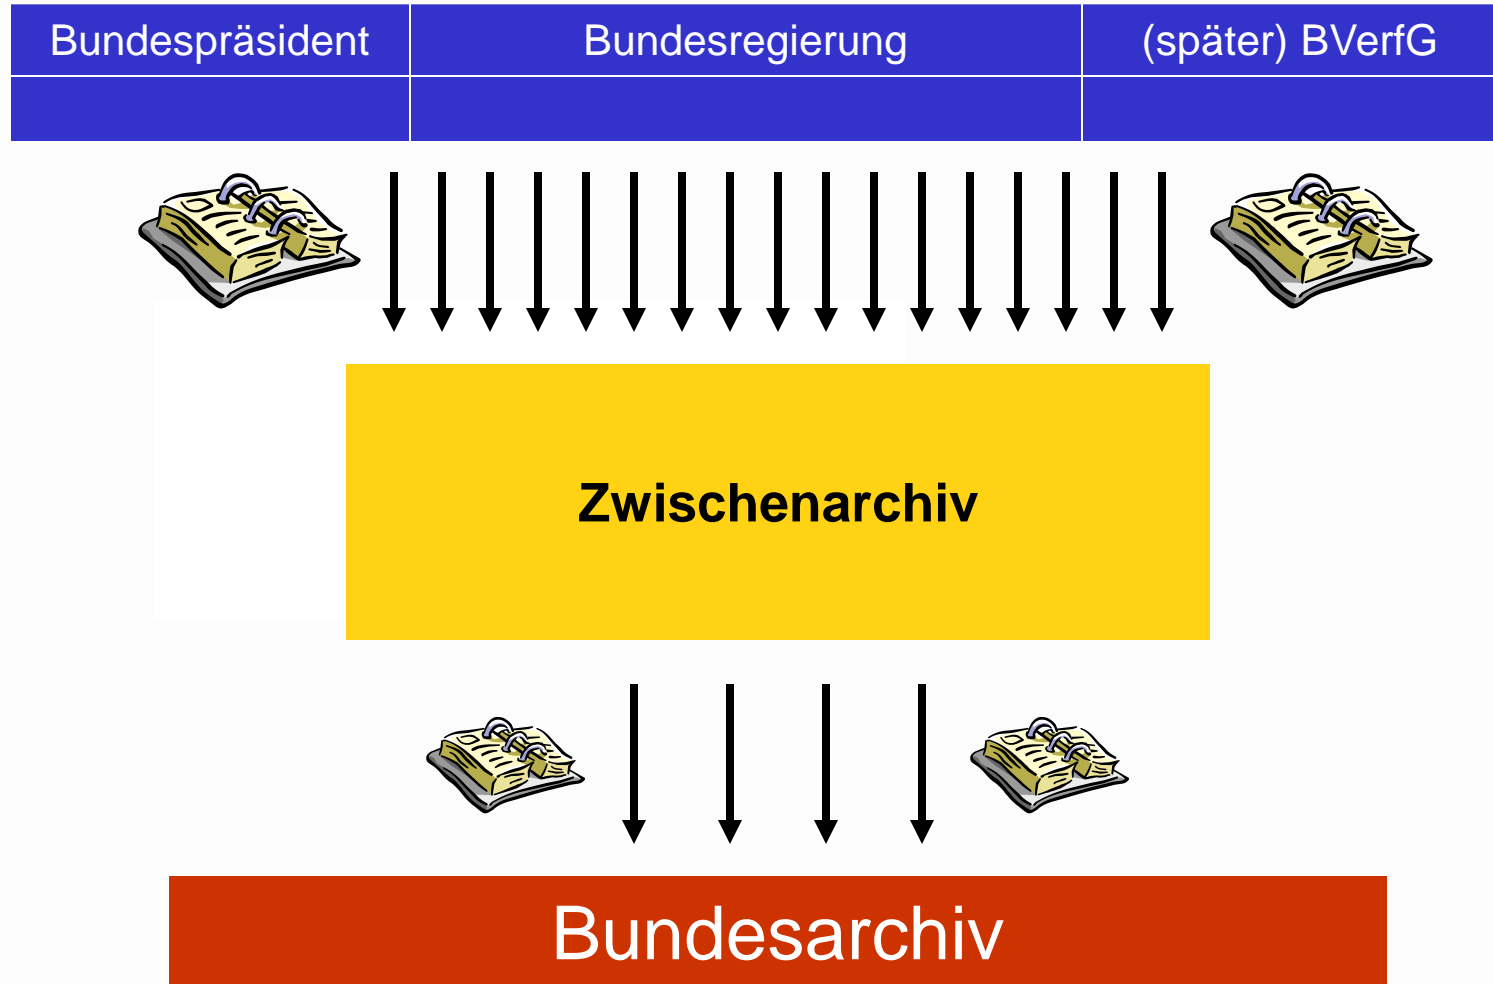 Bundespräsident
Bundesregierung
(später) BVerfG
Zwischenarchiv
Bundesarchiv